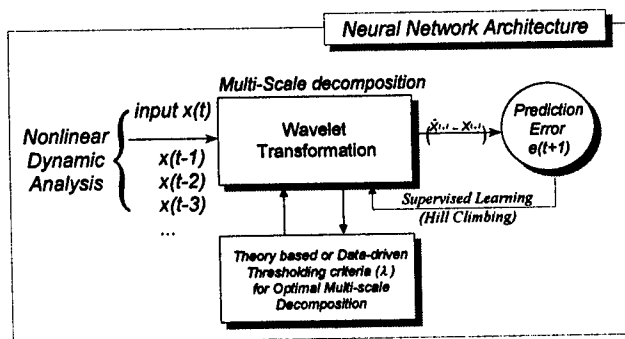 Neural Network Architecture
Multi-Scale decomposition
Nonlinear
Dynamic
Analysis
input x(t)
x(t-1)
x(t-2)
x(t-3)
...
Wavelet
Transformation
Prediction
Error
e(t+1)
Supervised Learning
(Hill Climbing)
Theory based or Data-driven
Thresholding criteria (λ)
for Optimal Multi-scale
Decomposition